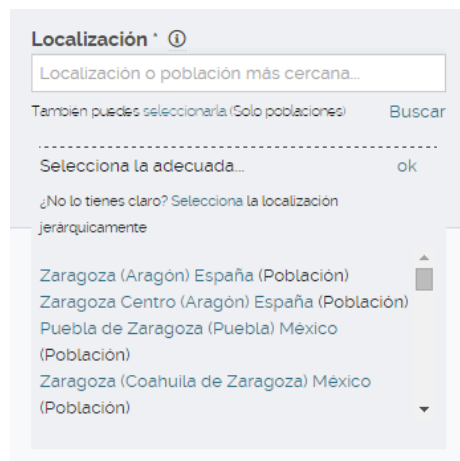 Localización *
Localización o población más cercana...
También puedes seleccionarla (Solo poblaciones) Buscar
Selecciona la adecuada... ok
¿No lo tienes claro? Selecciona la localización
jerárquicamente
Zaragoza (Aragón) España (Población)
Zaragoza Centro (Aragón) España (Población)
Puebla de Zaragoza (Puebla) México
(Población)
Zaragoza (Coahuila de Zaragoza) México
(Población)